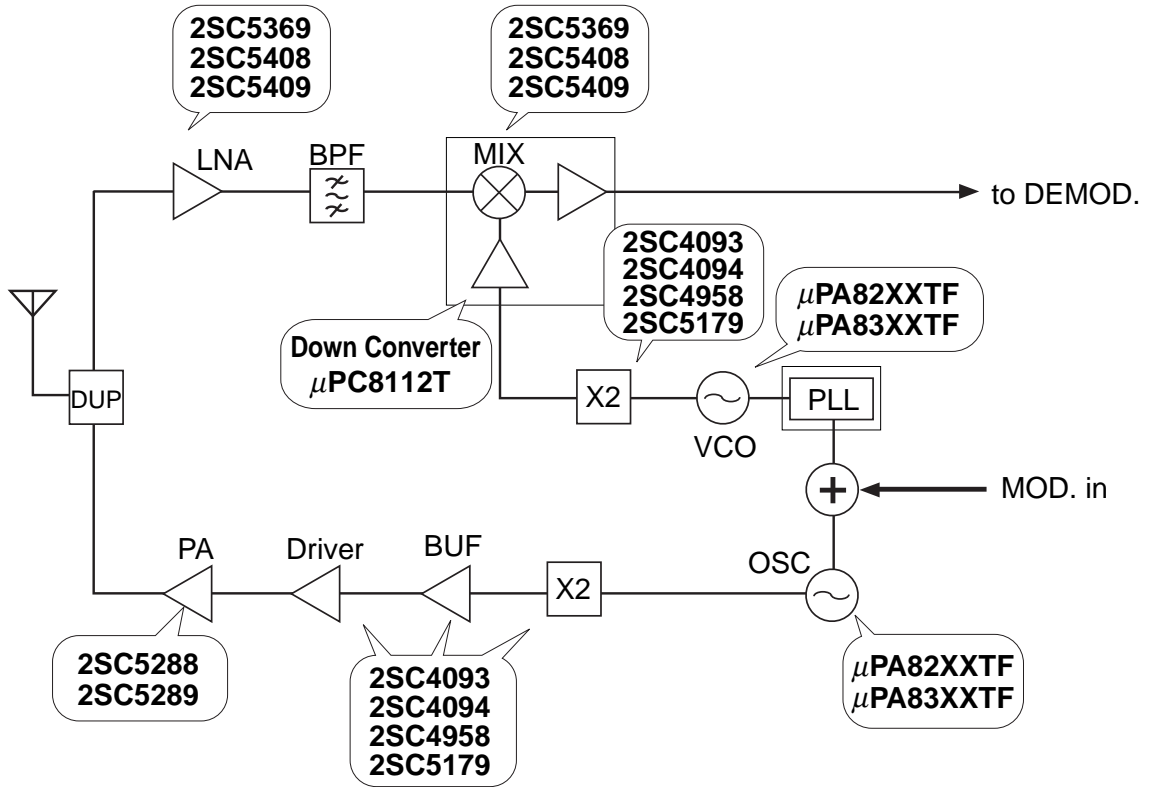 2SC5369
2SC5408
2SC5409
2SC5369
2SC5408
2SC5409
LNA
BPF
MIX
to DEMOD.
2SC4093
2SC4094
2SC4958
2SC5179
μPA82XXTF
μPA83XXTF
Down Converter
μPC8112T
DUP
X2
VCO
PLL
+
MOD. in
PA
Driver
BUF
X2
OSC
2SC5288
2SC5289
2SC4093
2SC4094
2SC4958
2SC5179
μPA82XXTF
μPA83XXTF